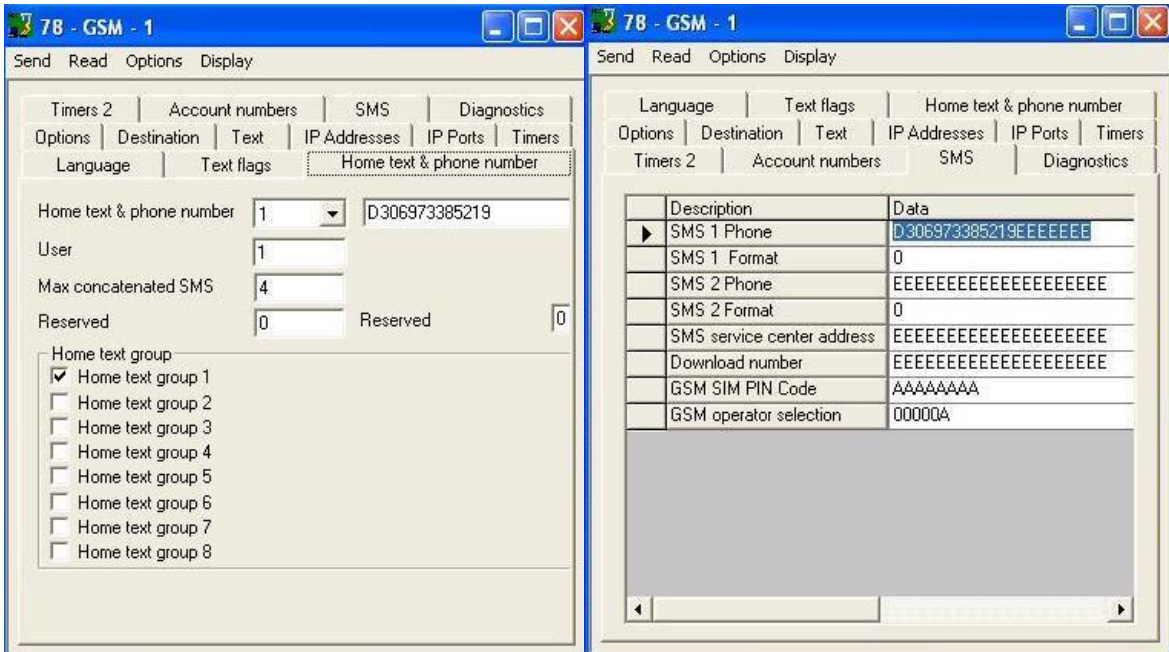 78 - GSM - 1
Send Read Options Display
Timers 2 Account numbers SMS Diagnostics
Options Destination Text IP Addresses IP Ports Timers
Language Text flags Home text & phone number
Home text & phone number 1 D306973385219
User 1
Max concatenated SMS 4
Reserved 0 Reserved 0
Home text group
Home text group 1
Home text group 2
Home text group 3
Home text group 4
Home text group 5
Home text group 6
Home text group 7
Home text group 8
78 - GSM - 1
Send Read Options Display
Language Text flags Home text & phone number
Options Destination Text IP Addresses IP Ports Timers
Timers 2 Account numbers SMS Diagnostics
Description Data
SMS 1 Phone D306973385219EEEEEEE
SMS 1 Format 0
SMS 2 Phone EEEEEEEEEEEEEEEEEEEE
SMS 2 Format 0
SMS service center address EEEEEEEEEEEEEEEEEEEE
Download number EEEEEEEEEEEEEEEEEEEE
GSM SIM PIN Code AAAAAAAA
GSM operator selection 00000A